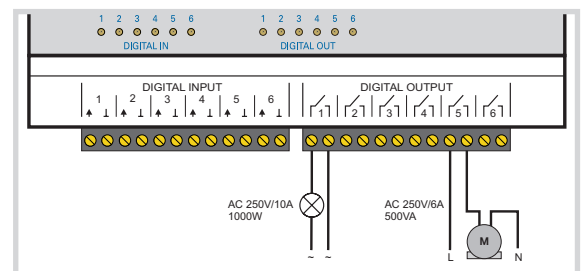 1 2 3 4 5 6 1 2 3 4 5 6
DIGITAL IN DIGITAL OUT
DIGITAL INPUT DIGITAL OUTPUT
1 2 3 4 5 6 1 2 3 4 5 6
AC 250V/10A
1000W
AC 250V/6A
500VA
M
~ ~ L N